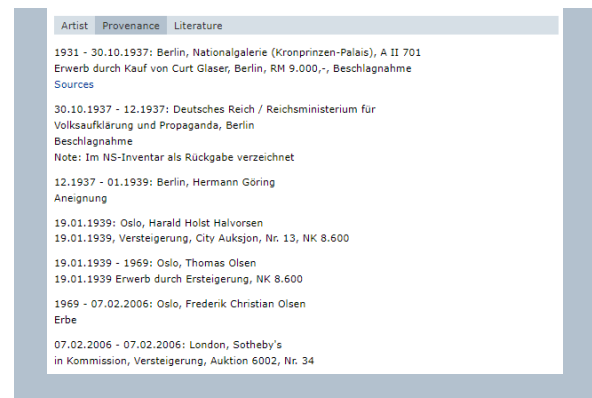 Artist Provenance Literature
1931 - 30.10.1937: Berlin, Nationalgalerie (Kronprinzen-Palais), A II 701
Erwerb durch Kauf von Curt Glaser, Berlin, RM 9.000,-, Beschlagnahme
Sources
30.10.1937 - 12.1937: Deutsches Reich / Reichsministerium für
Volksaufklärung und Propaganda, Berlin
Beschlagnahme
Note: Im NS-Inventar als Rückgabe verzeichnet
12.1937 - 01.1939: Berlin, Hermann Göring
Aneignung
19.01.1939: Oslo, Harald Holst Halvorsen
19.01.1939, Versteigerung, City Auksjon, Nr. 13, NK 8.600
19.01.1939 - 1969: Oslo, Thomas Olsen
19.01.1939 Erwerb durch Ersteigerung, NK 8.600
1969 - 07.02.2006: Oslo, Frederik Christian Olsen
Erbe
07.02.2006 - 07.02.2006: London, Sotheby's
in Kommission, Versteigerung, Auktion 6002, Nr. 34